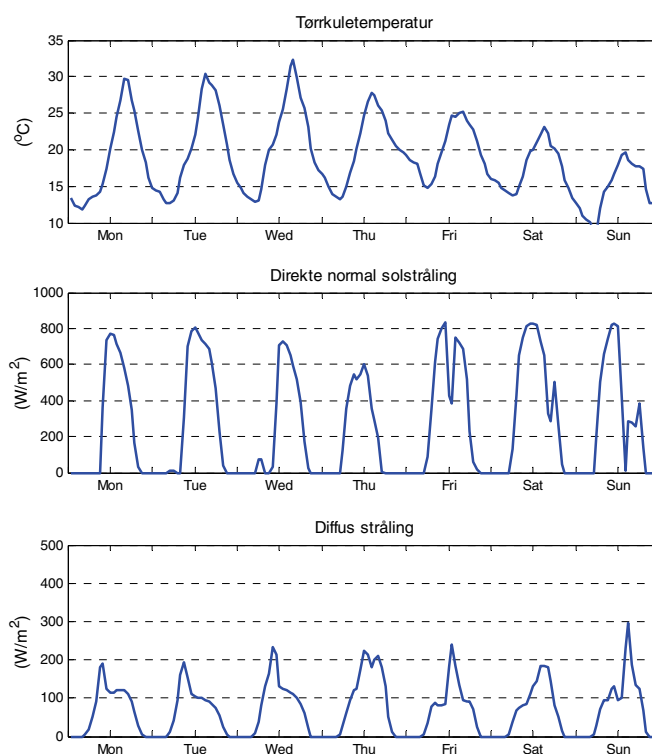 Tørrkuletemperatur
35
30
25
20
15
10
(ºC)
Mon Tue Wed Thu Fri Sat Sun
Direkte normal solstråling
1000
800
600
400
200
0
(W/m²)
Mon Tue Wed Thu Fri Sat Sun
Diffus stråling
500
400
300
200
100
0
(W/m²)
Mon Tue Wed Thu Fri Sat Sun